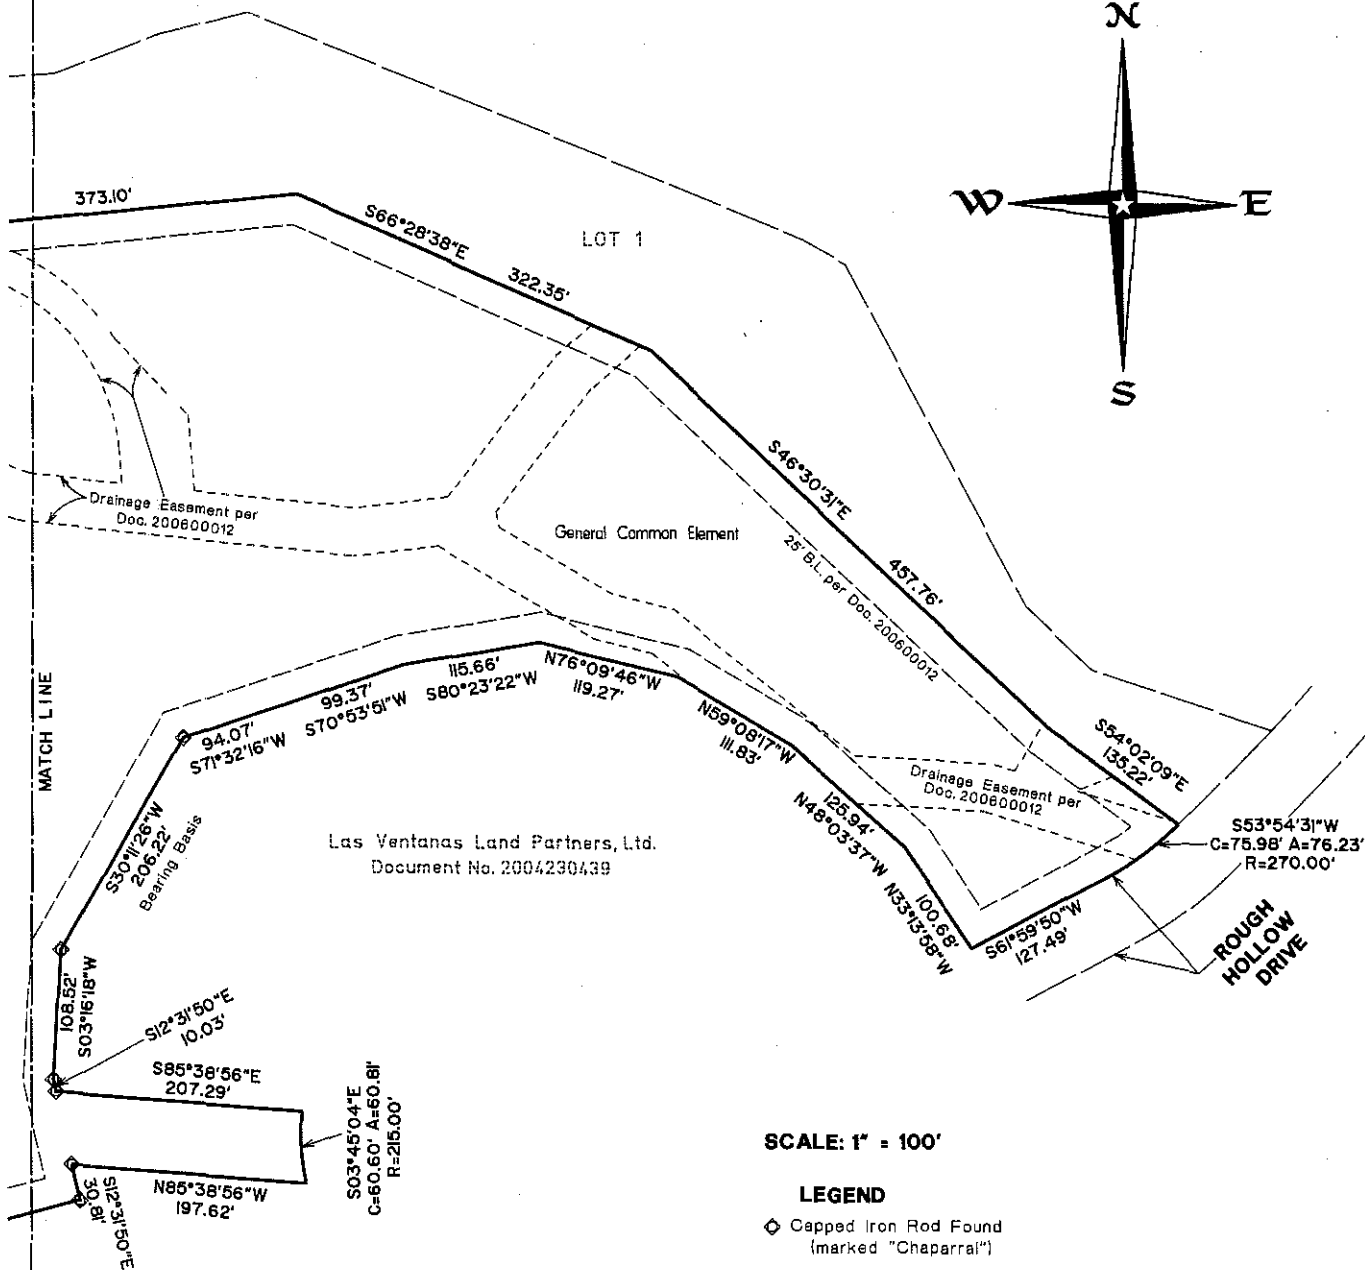 N
W
E
S
373.10'
S66°28'38"E
322.35'
LOT 1
S46°30'31"E
457.76'
Drainage Easement per
Doc. 200600012
General Common Element
25' B.L. per Doc. 200600012
MATCH LINE
94.07'
S71°32'16"W
99.37'
S70°53'51"W
115.66'
S80°23'22"W
N76°09'46"W
119.27'
N59°08'17"W
111.83'
S54°02'09"E
135.22'
Drainage Easement per
Doc. 200600012
125.94'
N48°03'37"W
S53°54'31"W
C=75.98' A=76.23'
R=270.00'
S30°11'26"W
206.22'
Bearing Basis
Las Ventanas Land Partners, Ltd.
Document No. 2004230439
100.68'
N33°13'58"W
S61°59'50"W
127.49'
ROUGH
HOLLOW
DRIVE
108.52'
S03°16'18"W
S12°31'50"E
10.03'
S85°38'56"E
207.29'
S03°45'04"E
C=60.60' A=60.81'
R=215.00'
N85°38'56"W
197.62'
S12°31'50"E
30.81'
SCALE: 1" = 100'
LEGEND
Capped Iron Rod Found
(marked "Chaparral")